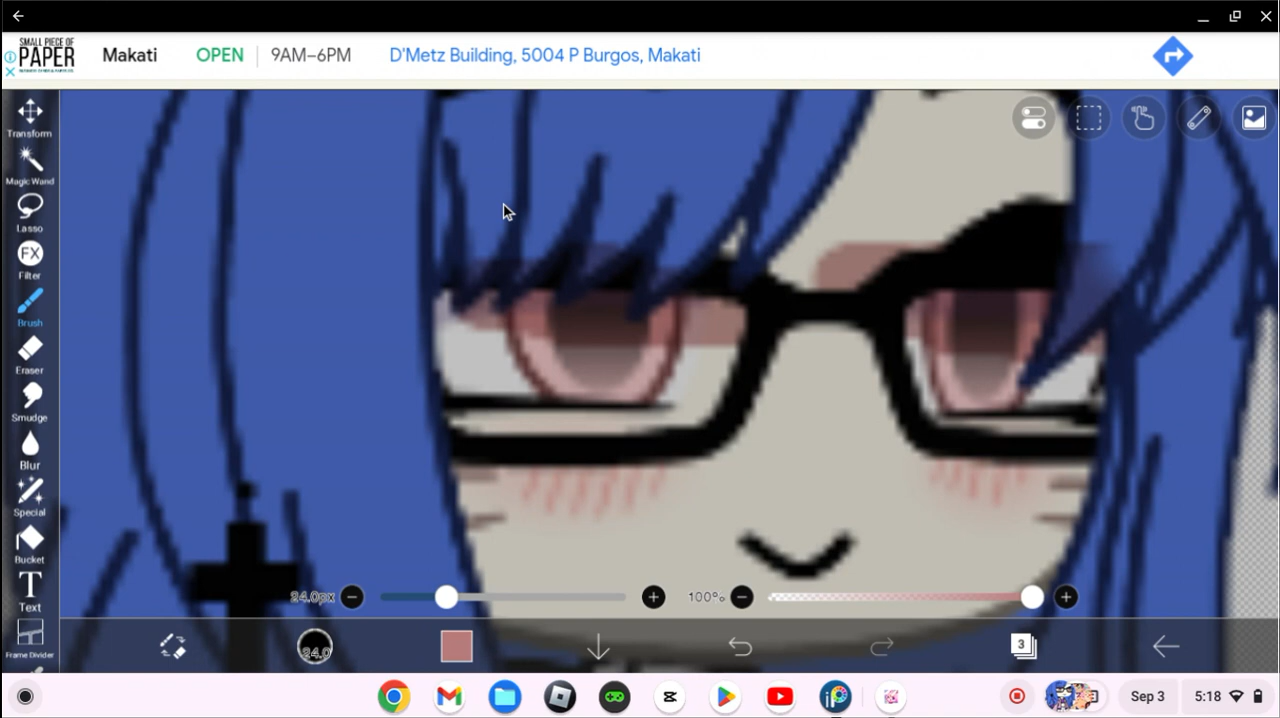 SMALL PIECE OF
PAPER
Makati OPEN 9AM–6PM D'Metz Building, 5004 P Burgos, Makati
Transform
Magic Wand
Lasso
FX
Filter
Brush
Eraser
Smudge
Blur
Special
Bucket
T
Text
Frame Divider
24.0px 100%
24.0 3
Sep 3 5:18